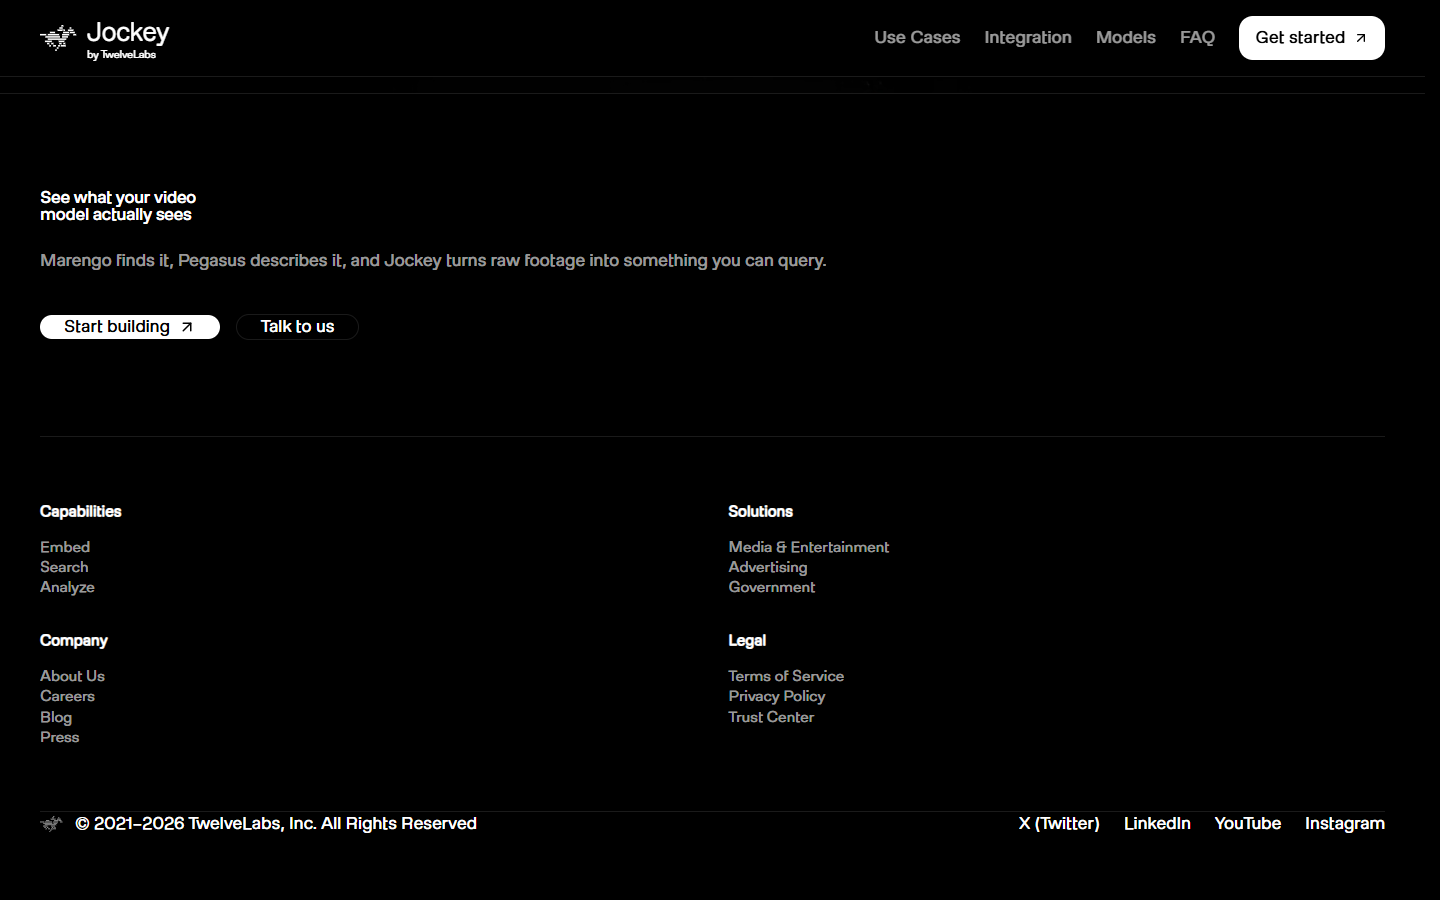 Jockey
by TwelveLabs
Use Cases
Integration
Models
FAQ
Get started
See what your video
model actually sees
Marengo finds it, Pegasus describes it, and Jockey turns raw footage into something you can query.
Start building
Talk to us
Capabilities
Embed
Search
Analyze
Solutions
Media & Entertainment
Advertising
Government
Company
About Us
Careers
Blog
Press
Legal
Terms of Service
Privacy Policy
Trust Center
© 2021–2026 TwelveLabs, Inc. All Rights Reserved
X (Twitter)
LinkedIn
YouTube
Instagram